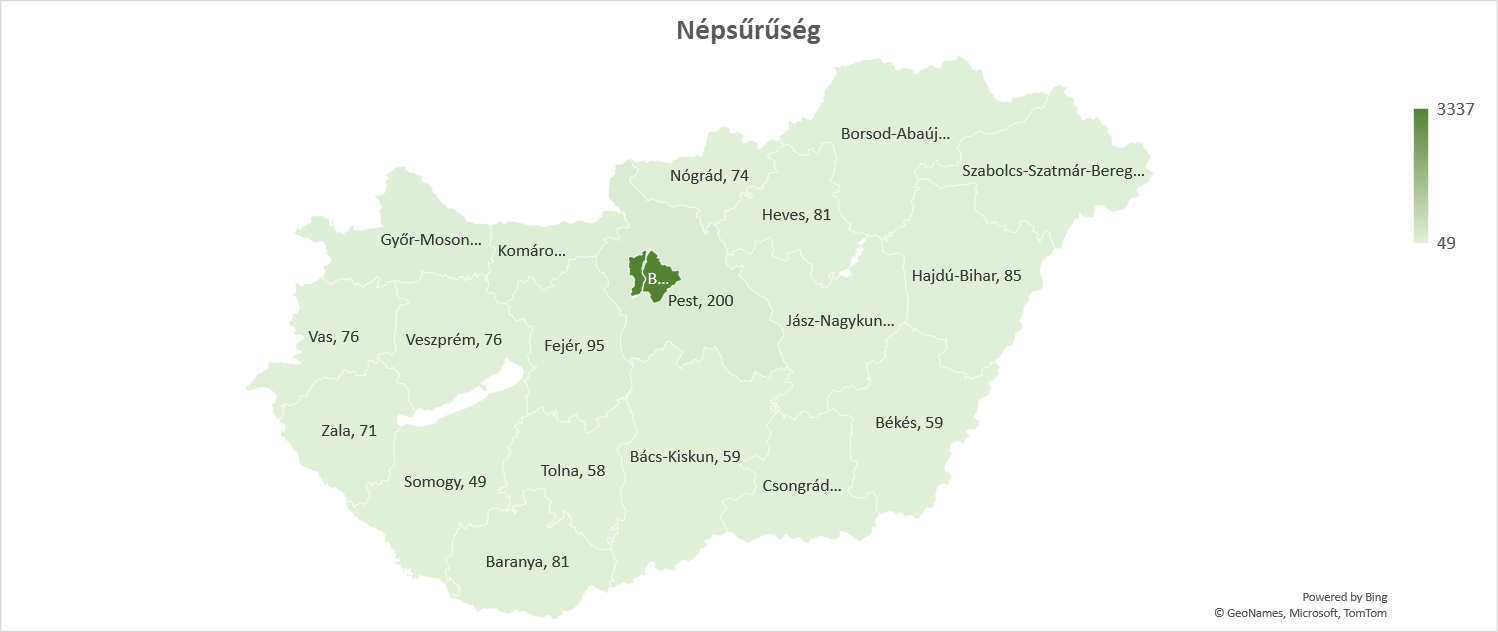 Népsűrűség
3337
49
Borsod-Abaúj...
Szabolcs-Szatmár-Bereg...
Nógrád, 74
Heves, 81
Győr-Moson...
Komáro...
Hajdú-Bihar, 85
B...
Pest, 200
Jász-Nagykun...
Vas, 76
Veszprém, 76
Fejér, 95
Zala, 71
Békés, 59
Bács-Kiskun, 59
Tolna, 58
Somogy, 49
Csongrád...
Baranya, 81
Powered by Bing
© GeoNames, Microsoft, TomTom